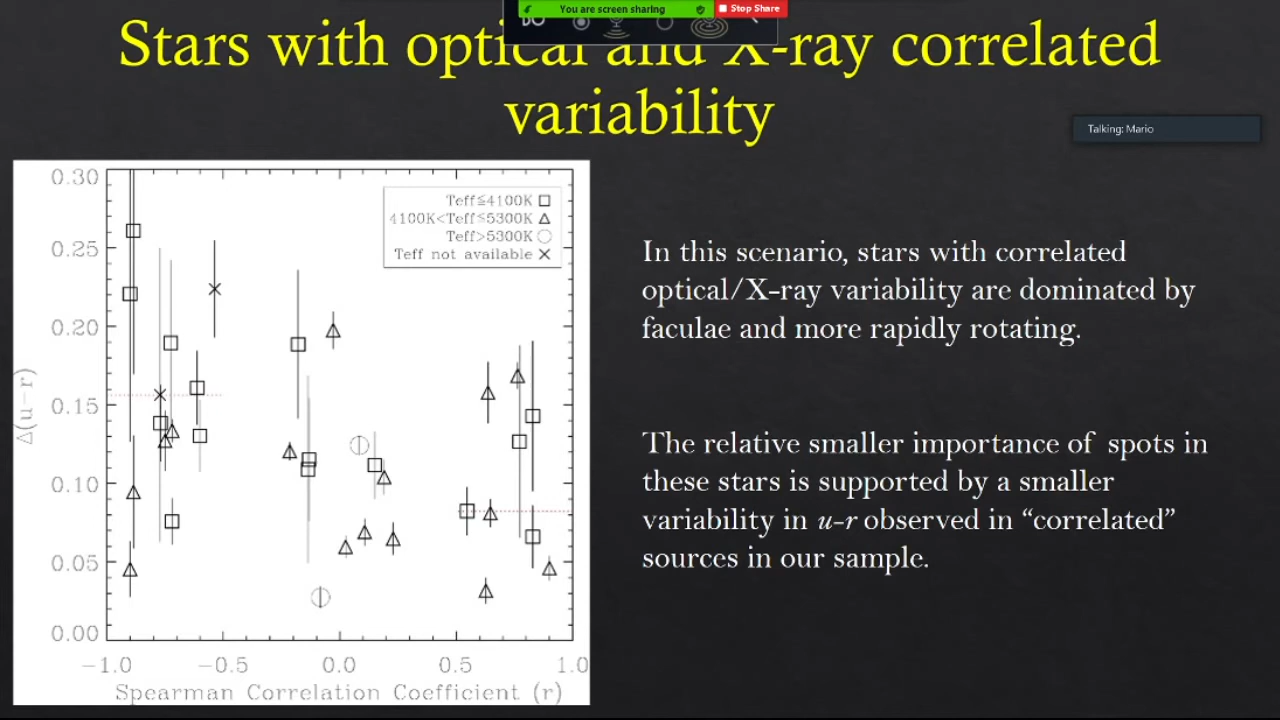 You are screen sharing
Stop Share
Stars with optical and X-ray correlated
variability
Talking: Mario
0.30
0.25
0.20
0.15
0.10
0.05
0.00
Δ(u−r)
Teff≦4100K
4100K<Teff≦5300K
Teff>5300K
Teff not available
−1.0
−0.5
0.0
0.5
1.0
Spearman Correlation Coefficient (r)
In this scenario, stars with correlated
optical/X-ray variability are dominated by
faculae and more rapidly rotating.
The relative smaller importance of spots in
these stars is supported by a smaller
variability in u-r observed in “correlated”
sources in our sample.